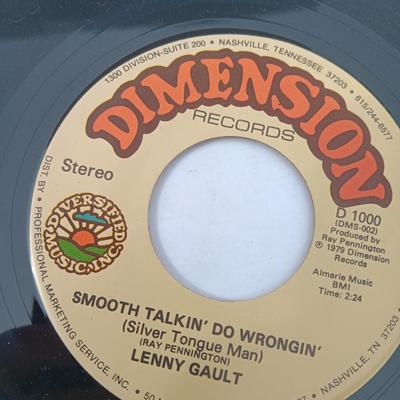 1300 DIVISION-SUITE 200 • NASHVILLE, TENNESSEE 37203 • 615/244-6577
DIMENSION
RECORDS
Stereo
D 1000
(DMS-002)
Produced by
Ray Pennington
℗ 1979 Dimension
Records
DIVERSIFIED
MUSIC, INC.
Almarie Music
BMI
Time: 2:24
SMOOTH TALKIN' DO WRONGIN'
(Silver Tongue Man)
(RAY PENNINGTON)
LENNY GAULT
DIST. BY • PROFESSIONAL MARKETING SERVICE, INC. • 50
NASHVILLE, TN 37203 •